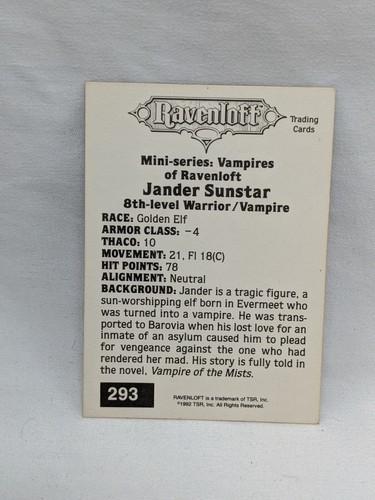 Ravenloft
Trading
Cards
Mini-series: Vampires
of Ravenloft
Jander Sunstar
8th-level Warrior/Vampire
RACE: Golden Elf
ARMOR CLASS: -4
THACO: 10
MOVEMENT: 21, Fl 18(C)
HIT POINTS: 78
ALIGNMENT: Neutral
BACKGROUND: Jander is a tragic figure, a
sun-worshipping elf born in Evermeet who
was turned into a vampire. He was trans-
ported to Barovia when his lost love for an
inmate of an asylum caused him to plead
for vengeance against the one who had
rendered her mad. His story is fully told in
the novel, Vampire of the Mists.
293
RAVENLOFT is a trademark of TSR, Inc.
©1992 TSR, Inc. All Rights Reserved.